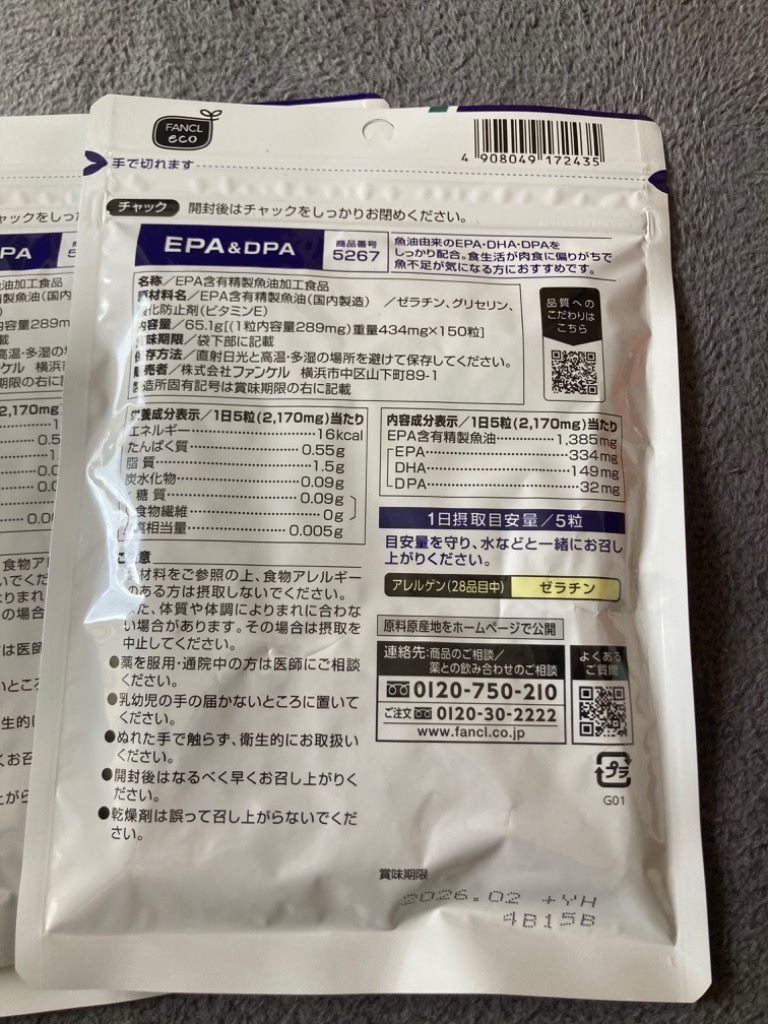 FANCL
eco
4 908049 172435
手で切れます
チャック 開封後はチャックをしっかりお閉めください。
EPA&DPA
商品番号
5267
魚油由来のEPA・DHA・DPAを
しっかり配合。食生活が肉食に偏りがちで
魚不足が気になる方におすすめです。
名称/EPA含有精製魚油加工食品
原材料名/EPA含有精製魚油(国内製造) /ゼラチン、グリセリン、
酸化防止剤(ビタミンE)
内容量/65.1g[(1粒内容量289mg)重量434mg×150粒]
賞味期限/袋下部に記載
保存方法/直射日光と高温・多湿の場所を避けて保存してください。
販売者/株式会社ファンケル 横浜市中区山下町89-1
製造所固有記号は賞味期限の右に記載
品質への
こだわりは
こちら
栄養成分表示/1日5粒(2,170mg)当たり
エネルギー 16kcal
たんぱく質 0.55g
脂質 1.5g
炭水化物 0.09g
糖質 0.09g
食物繊維 0g
食塩相当量 0.005g
内容成分表示/1日5粒(2,170mg)当たり
EPA含有精製魚油 1,385mg
EPA 334mg
DHA 149mg
DPA 32mg
1日摂取目安量/5粒
目安量を守り、水などと一緒にお召し
上がりください。
アレルゲン(28品目中) ゼラチン
ご注意
原材料をご参照の上、食物アレルギー
のある方は摂取しないでください。
また、体質や体調によりまれに合わな
い場合があります。その場合は摂取を
中止してください。
●薬を服用・通院中の方は医師にご相談
ください。
●乳幼児の手の届かないところに置いて
ください。
●ぬれた手で触らず、衛生的にお取扱い
ください。
●開封後はなるべく早くお召し上がりく
ださい。
●乾燥剤は誤って召し上がらないでくだ
さい。
原料原産地をホームページで公開
連絡先:商品のご相談/
薬との飲み合わせのご相談
0120-750-210
ご注文 0120-30-2222
www.fancl.co.jp
よくある
ご質問
プラ
G01
賞味期限
2026.02 +YH
4B15B